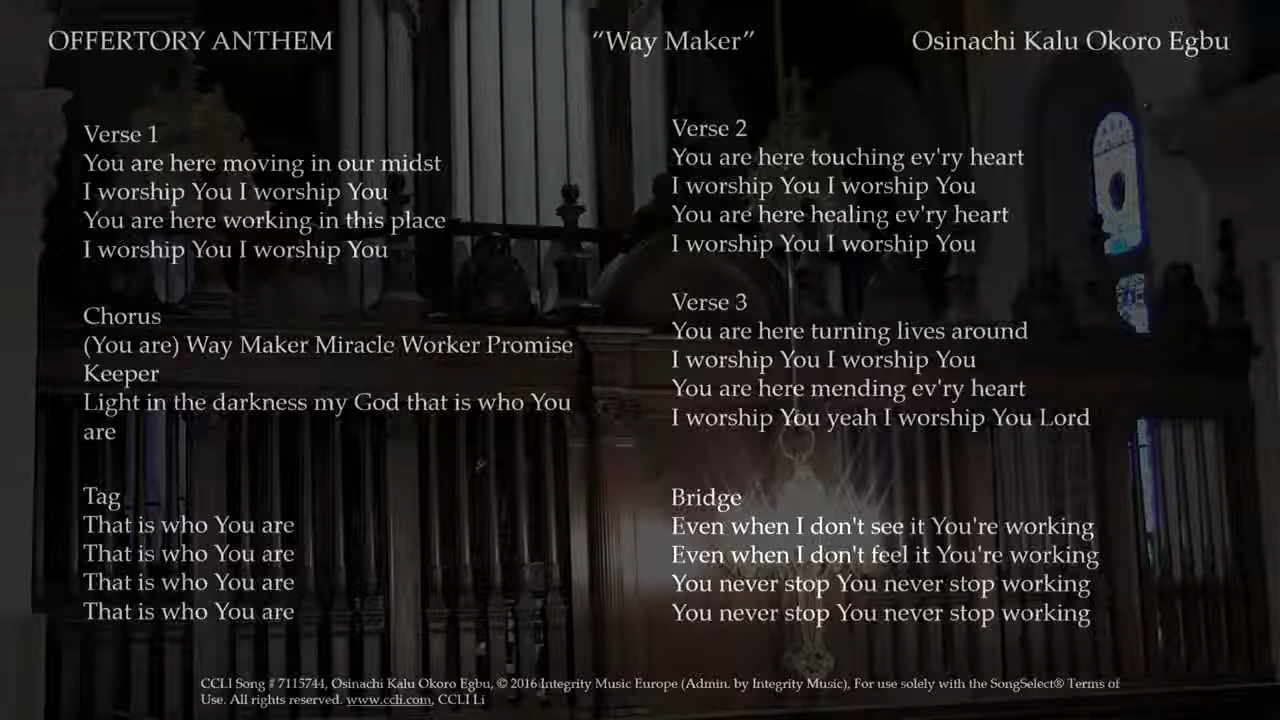 OFFERTORY ANTHEM
“Way Maker”
Osinachi Kalu Okoro Egbu
Verse 1
You are here moving in our midst
I worship You I worship You
You are here working in this place
I worship You I worship You
Chorus
(You are) Way Maker Miracle Worker Promise
Keeper
Light in the darkness my God that is who You
are
Tag
That is who You are
That is who You are
That is who You are
That is who You are
Verse 2
You are here touching ev'ry heart
I worship You I worship You
You are here healing ev'ry heart
I worship You I worship You
Verse 3
You are here turning lives around
I worship You I worship You
You are here mending ev'ry heart
I worship You yeah I worship You Lord
Bridge
Even when I don't see it You're working
Even when I don't feel it You're working
You never stop You never stop working
You never stop You never stop working
CCLI Song # 7115744, Osinachi Kalu Okoro Egbu, © 2016 Integrity Music Europe (Admin. by Integrity Music), For use solely with the SongSelect® Terms of
Use. All rights reserved. www.ccli.com, CCLI Li